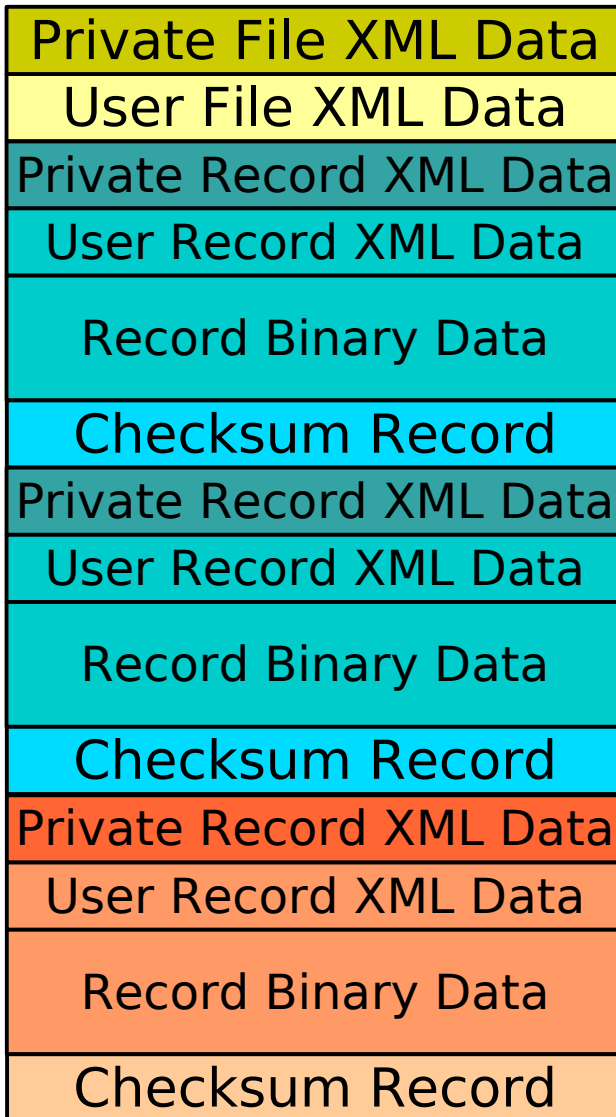 Private File XML Data
User File XML Data
Private Record XML Data
User Record XML Data
Record Binary Data
Checksum Record
Private Record XML Data
User Record XML Data
Record Binary Data
Checksum Record
Private Record XML Data
User Record XML Data
Record Binary Data
Checksum Record